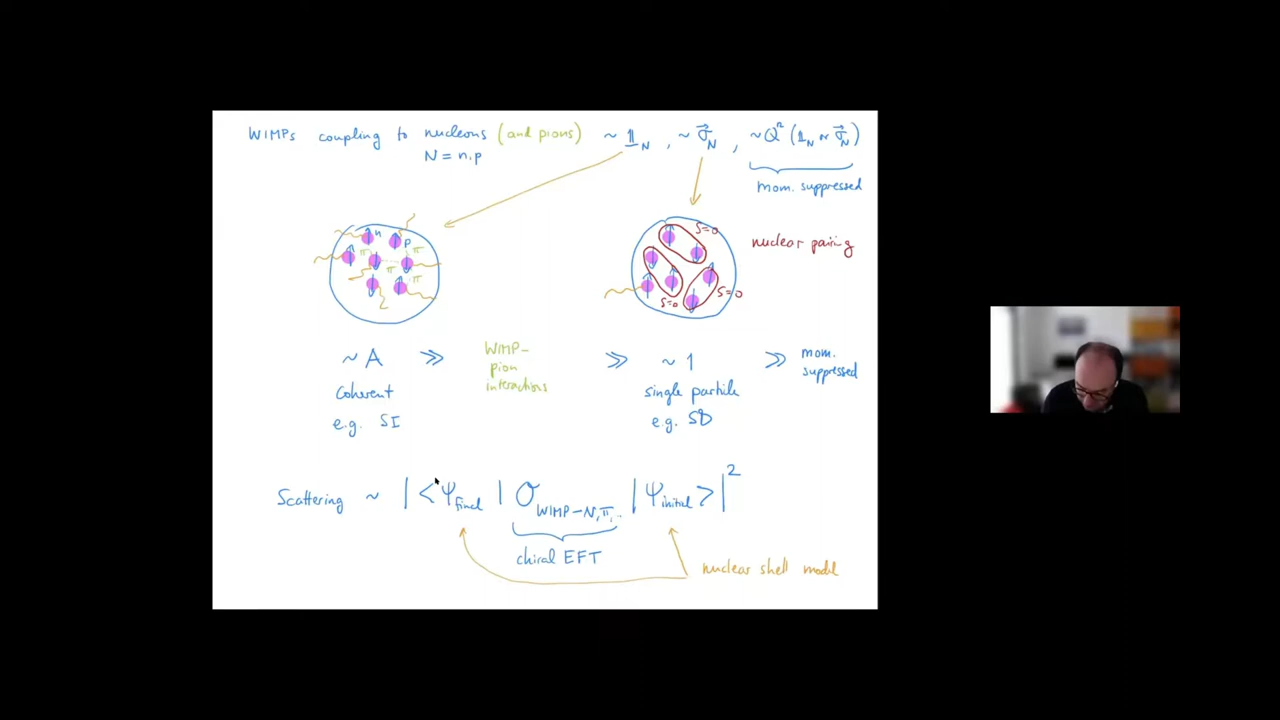 WIMPs coupling to nucleons (and pions) ~ 𝟙_N , ~ σ⃗_N , ~ Qⁿ (𝟙_N or σ⃗_N)
N = n,p
mom. suppressed
n
p
π
π
π
π
S=0
S=0
S=0
nuclear pairing
~ A ≫ WIMP- ≫ ~ 1 ≫ mom.
pion suppressed
interactions
coherent single partile
e.g. SI e.g. SD
Scattering ~ |<ψ_final | O_WIMP-N,π,.. |ψ_initial>|²
chiral EFT
nuclear shell model